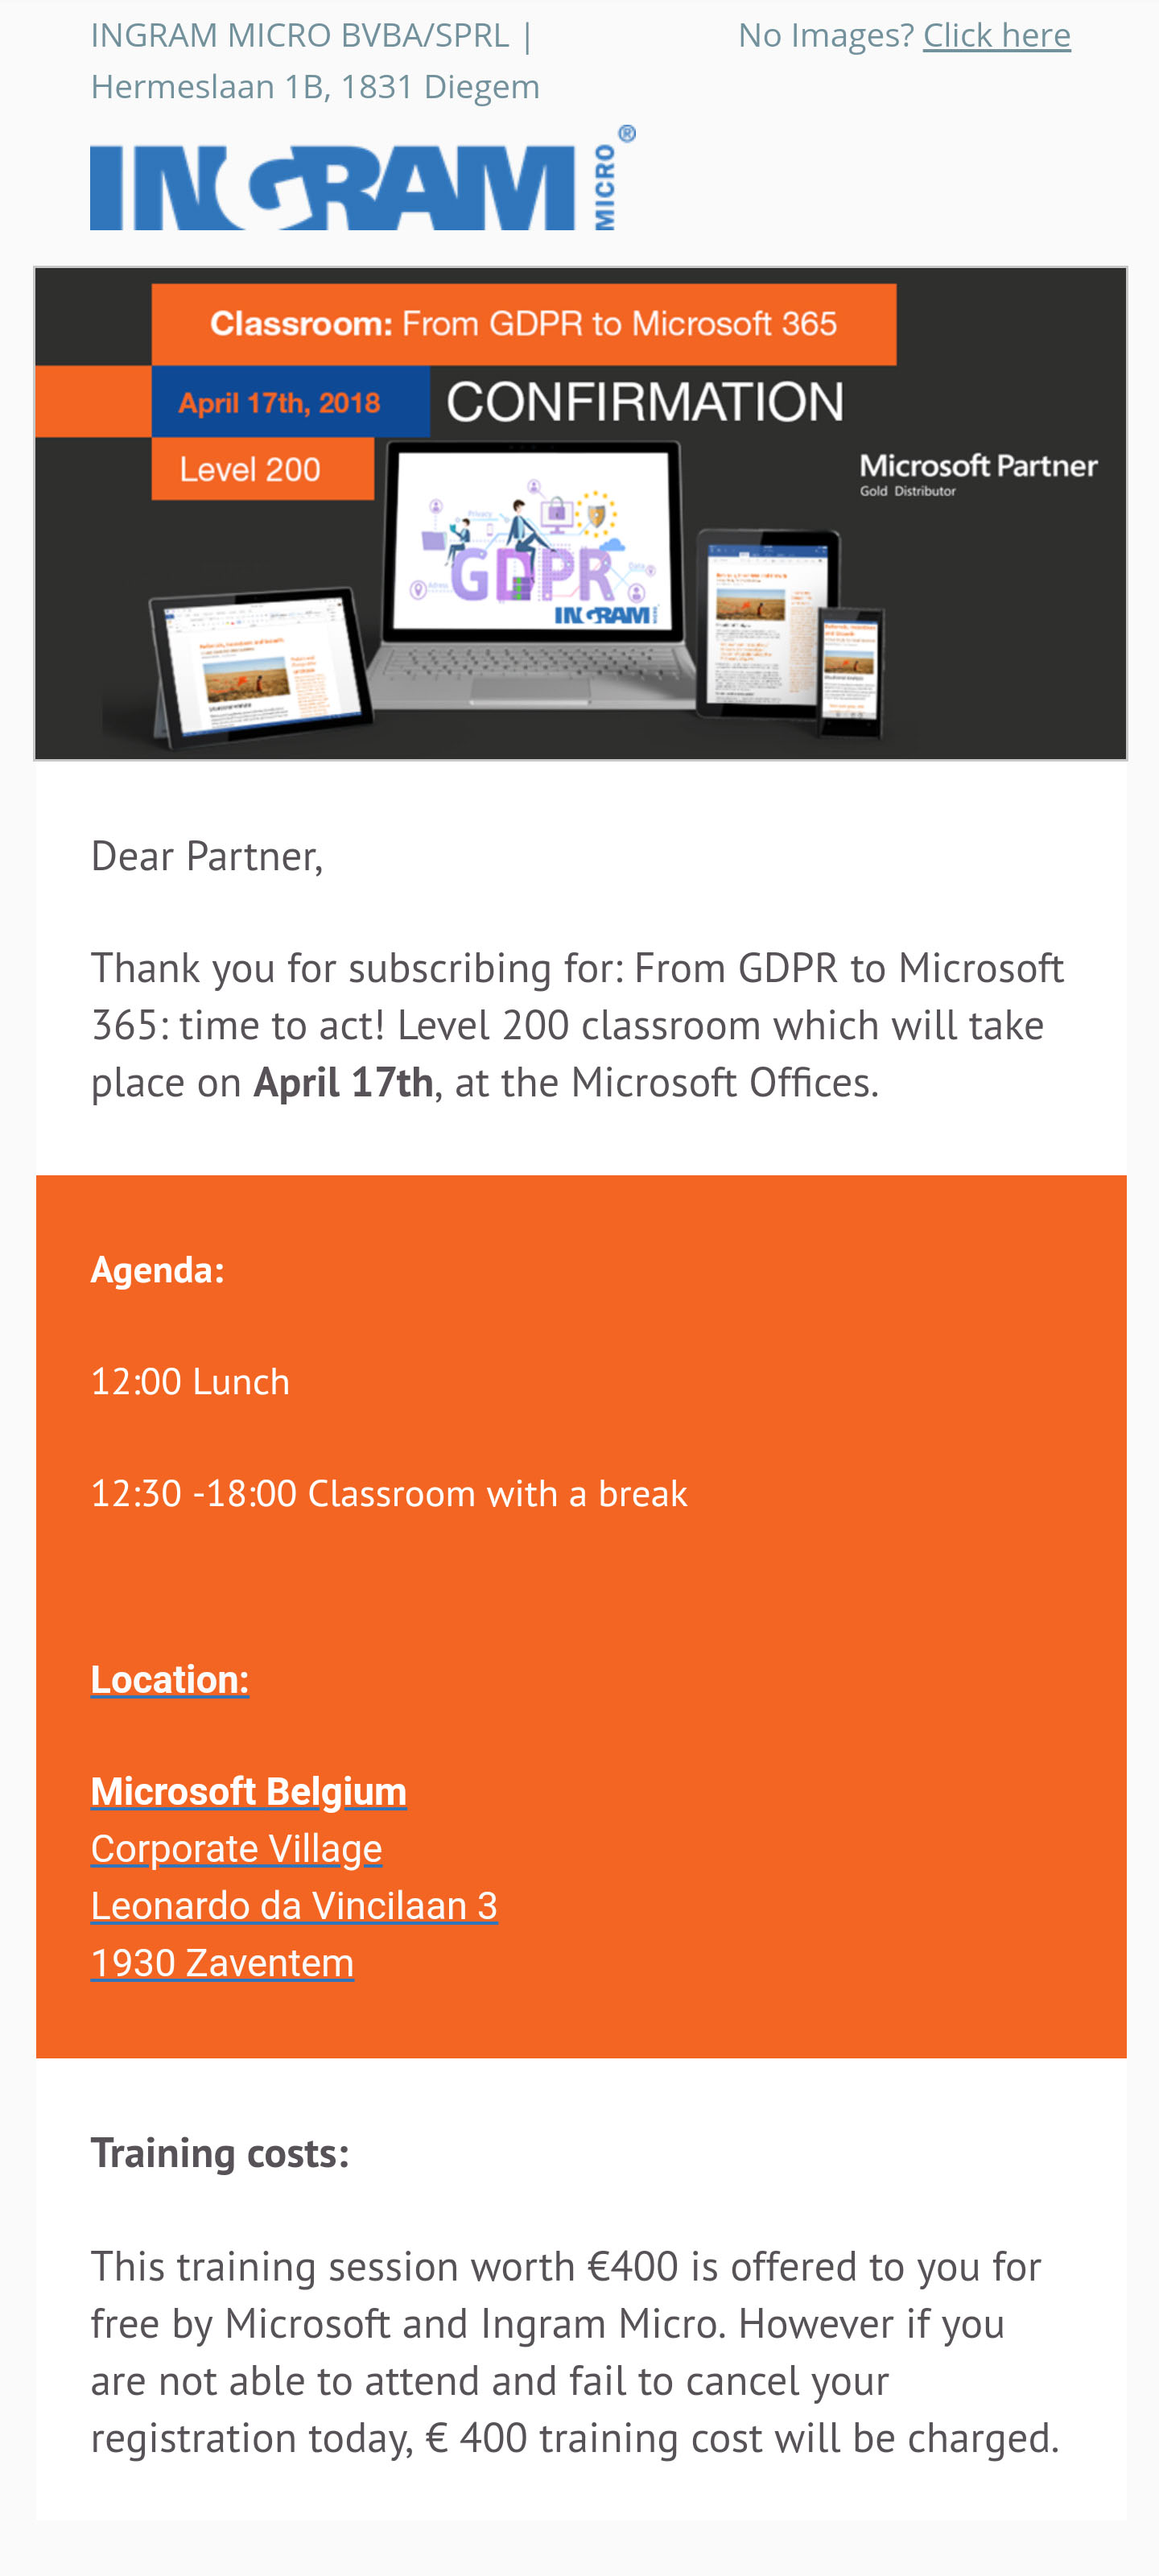 INGRAM MICRO BVBA/SPRL |
Hermeslaan 1B, 1831 Diegem
No Images? Click here
INGRAM MICRO®
Classroom: From GDPR to Microsoft 365
April 17th, 2018
CONFIRMATION
Level 200
Microsoft Partner
Gold Distributor
Privacy
GDPR
Data
INGRAM
Dear Partner,
Thank you for subscribing for: From GDPR to Microsoft
365: time to act! Level 200 classroom which will take
place on April 17th, at the Microsoft Offices.
Agenda:
12:00 Lunch
12:30 -18:00 Classroom with a break
Location:
Microsoft Belgium
Corporate Village
Leonardo da Vincilaan 3
1930 Zaventem
Training costs:
This training session worth €400 is offered to you for
free by Microsoft and Ingram Micro. However if you
are not able to attend and fail to cancel your
registration today, € 400 training cost will be charged.